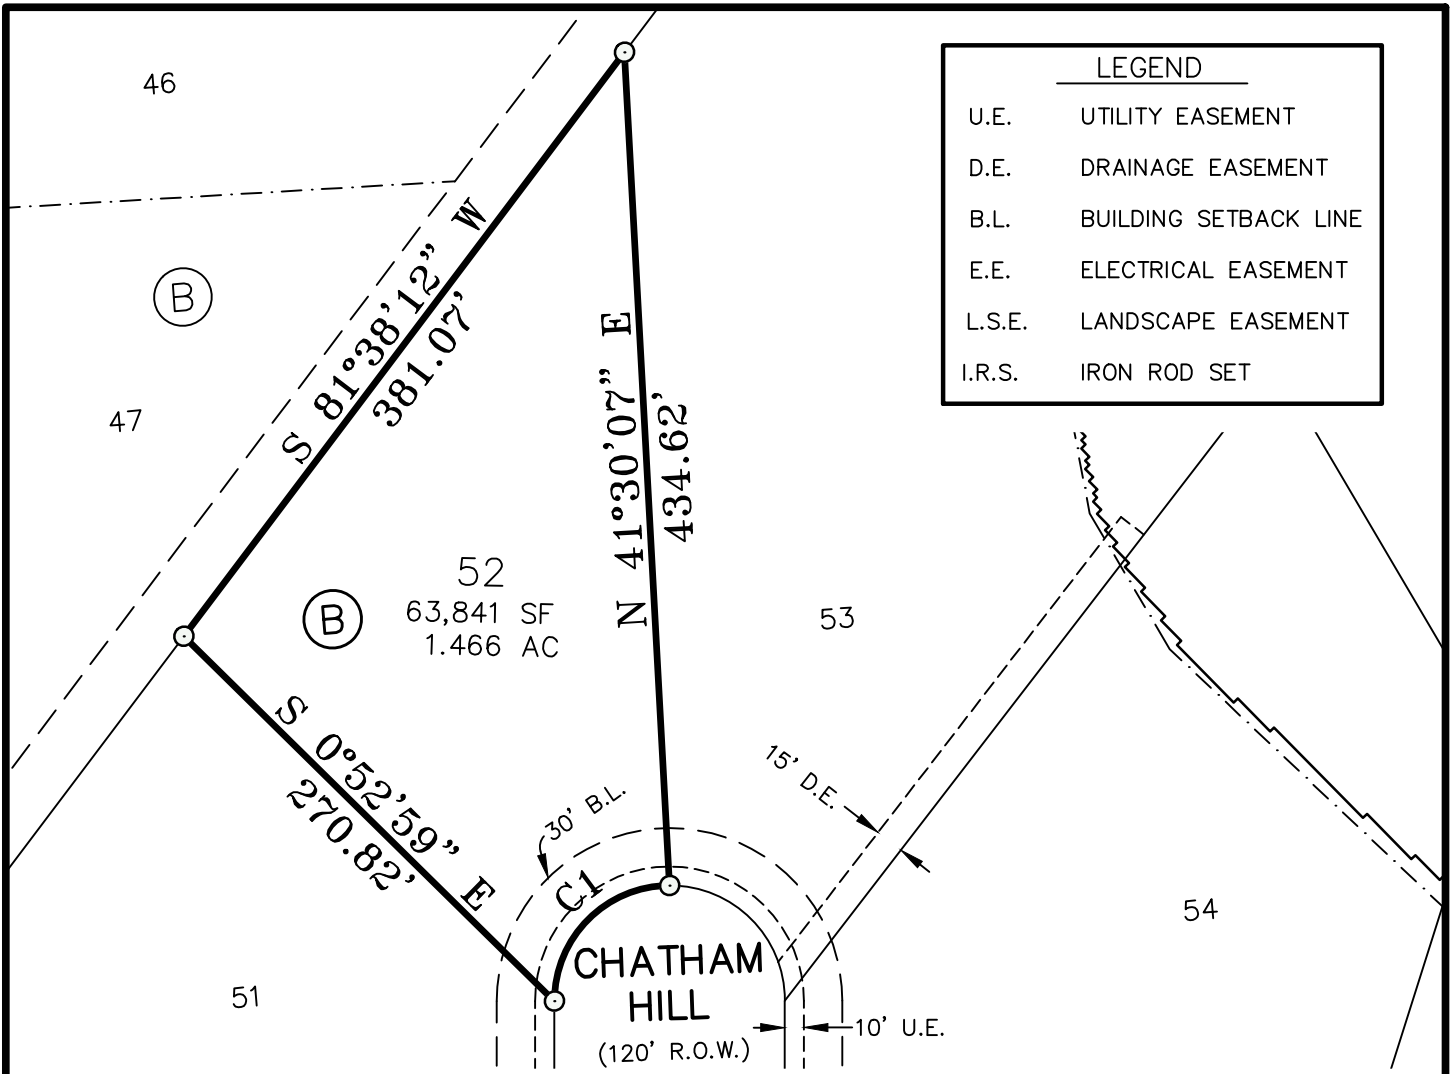 46
LEGEND
U.E. UTILITY EASEMENT
D.E. DRAINAGE EASEMENT
B.L. BUILDING SETBACK LINE
E.E. ELECTRICAL EASEMENT
L.S.E. LANDSCAPE EASEMENT
I.R.S. IRON ROD SET
B
47
S 81°38'12" W
381.07'
N 41°30'07" E
434.62'
52
63,841 SF
1.466 AC
B
53
S 0°52'59" E
270.82'
30' B.L.
C1
15' D.E.
54
51
CHATHAM
HILL
(120' R.O.W.)
10' U.E.